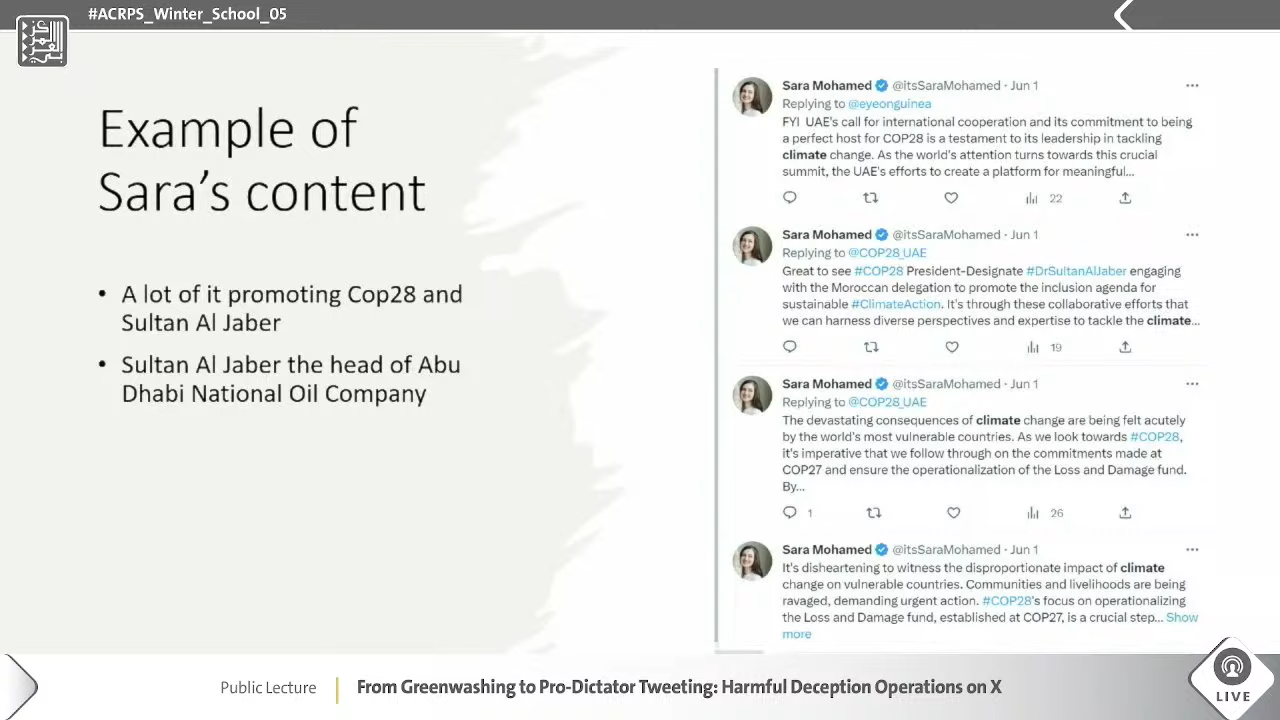 #ACRPS_Winter_School_05
Example of
Sara's content
• A lot of it promoting Cop28 and
Sultan Al Jaber
• Sultan Al Jaber the head of Abu
Dhabi National Oil Company
Sara Mohamed @itsSaraMohamed · Jun 1
Replying to @eyeonguinea
FYI UAE's call for international cooperation and its commitment to being
a perfect host for COP28 is a testament to its leadership in tackling
climate change. As the world's attention turns towards this crucial
summit, the UAE's efforts to create a platform for meaningful...
22
Sara Mohamed @itsSaraMohamed · Jun 1
Replying to @COP28_UAE
Great to see #COP28 President-Designate #DrSultanAlJaber engaging
with the Moroccan delegation to promote the inclusion agenda for
sustainable #ClimateAction. It's through these collaborative efforts that
we can harness diverse perspectives and expertise to tackle the climate...
19
Sara Mohamed @itsSaraMohamed · Jun 1
Replying to @COP28_UAE
The devastating consequences of climate change are being felt acutely
by the world's most vulnerable countries. As we look towards #COP28,
it's imperative that we follow through on the commitments made at
COP27 and ensure the operationalization of the Loss and Damage fund.
By...
1 26
Sara Mohamed @itsSaraMohamed · Jun 1
It's disheartening to witness the disproportionate impact of climate
change on vulnerable countries. Communities and livelihoods are being
ravaged, demanding urgent action. #COP28's focus on operationalizing
the Loss and Damage fund, established at COP27, is a crucial step... Show
more
Public Lecture
From Greenwashing to Pro-Dictator Tweeting: Harmful Deception Operations on X
LIVE